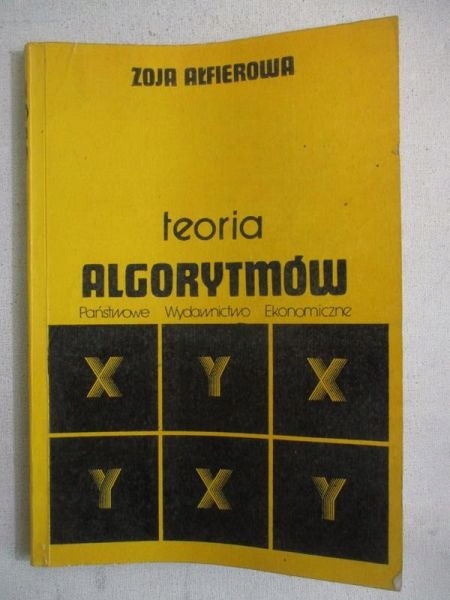 ZOJA AŁFIEROWA
teoria
ALGORYTMÓW
Państwowe Wydawnictwo Ekonomiczne
X Y X
Y X Y